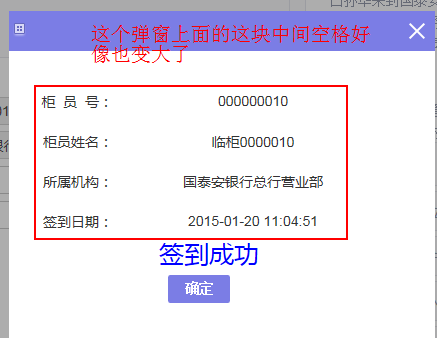 这个弹窗上面的这块中间空格好
像也变大了
柜 员 号： 000000010
柜员姓名： 临柜0000010
所属机构： 国泰安银行总行营业部
签到日期： 2015-01-20 11:04:51
签到成功
确定